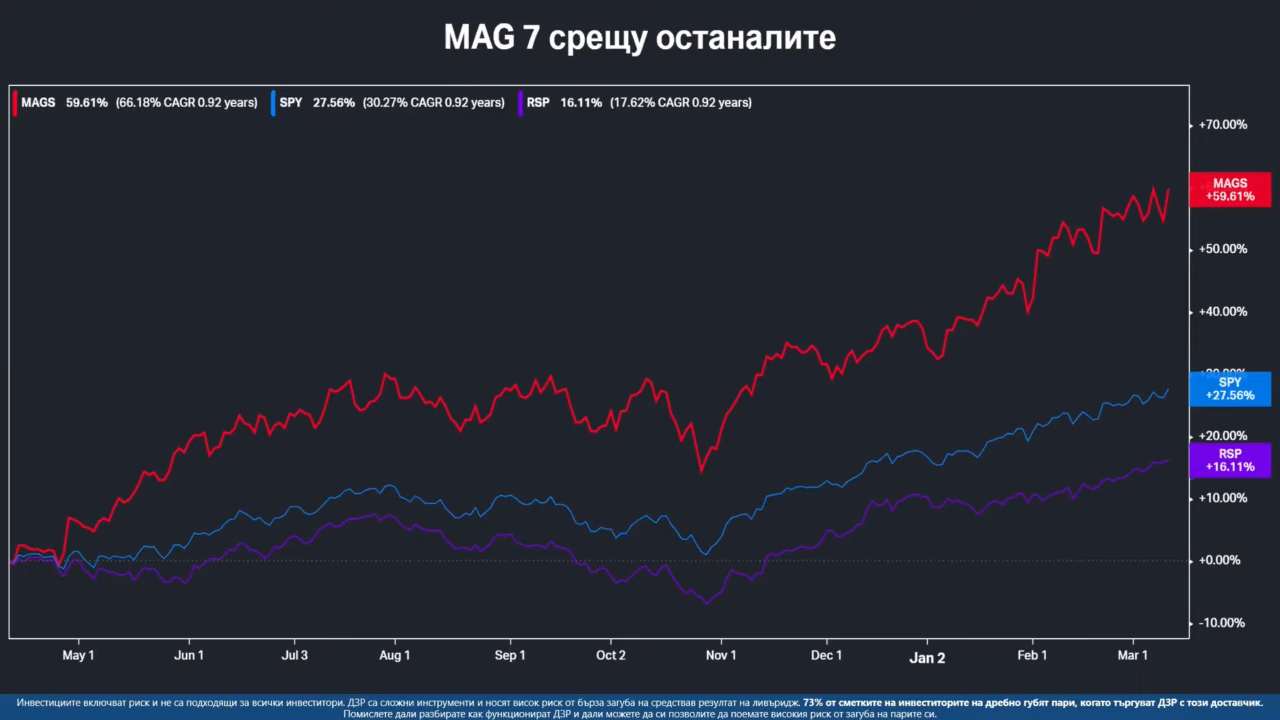 MAG 7 срещу останалите
MAGS 59.61% (66.18% CAGR 0.92 years) SPY 27.56% (30.27% CAGR 0.92 years) RSP 16.11% (17.62% CAGR 0.92 years)
+70.00%
MAGS
+59.61%
+50.00%
+40.00%
+30.00%
SPY
+27.56%
+20.00%
RSP
+16.11%
+10.00%
+0.00%
-10.00%
May 1 Jun 1 Jul 3 Aug 1 Sep 1 Oct 2 Nov 1 Dec 1 Jan 2 Feb 1 Mar 1
Инвестициите включват риск и не са подходящи за всички инвеститори. ДЗР са сложни инструменти и носят висок риск от бърза загуба на средствав резултат на ливъридж. 73% от сметките на инвеститорите на дребно губят пари, когато търгуват ДЗР с този доставчик.
Помислете дали разбирате как функционират ДЗР и дали можете да си позволите да поемате високия риск от загуба на парите си.